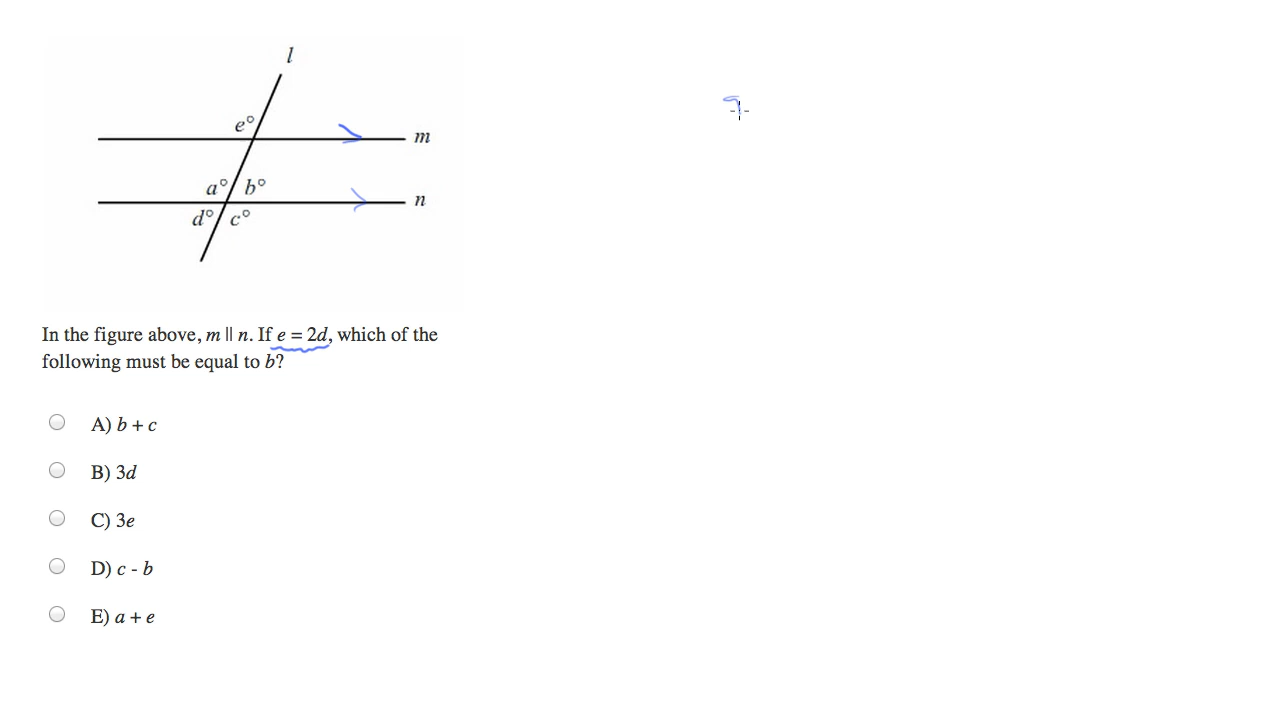 l
e°
m
a° b°
n
d° c°
In the figure above, m || n. If e = 2d, which of the
following must be equal to b?
A) b + c
B) 3d
C) 3e
D) c - b
E) a + e